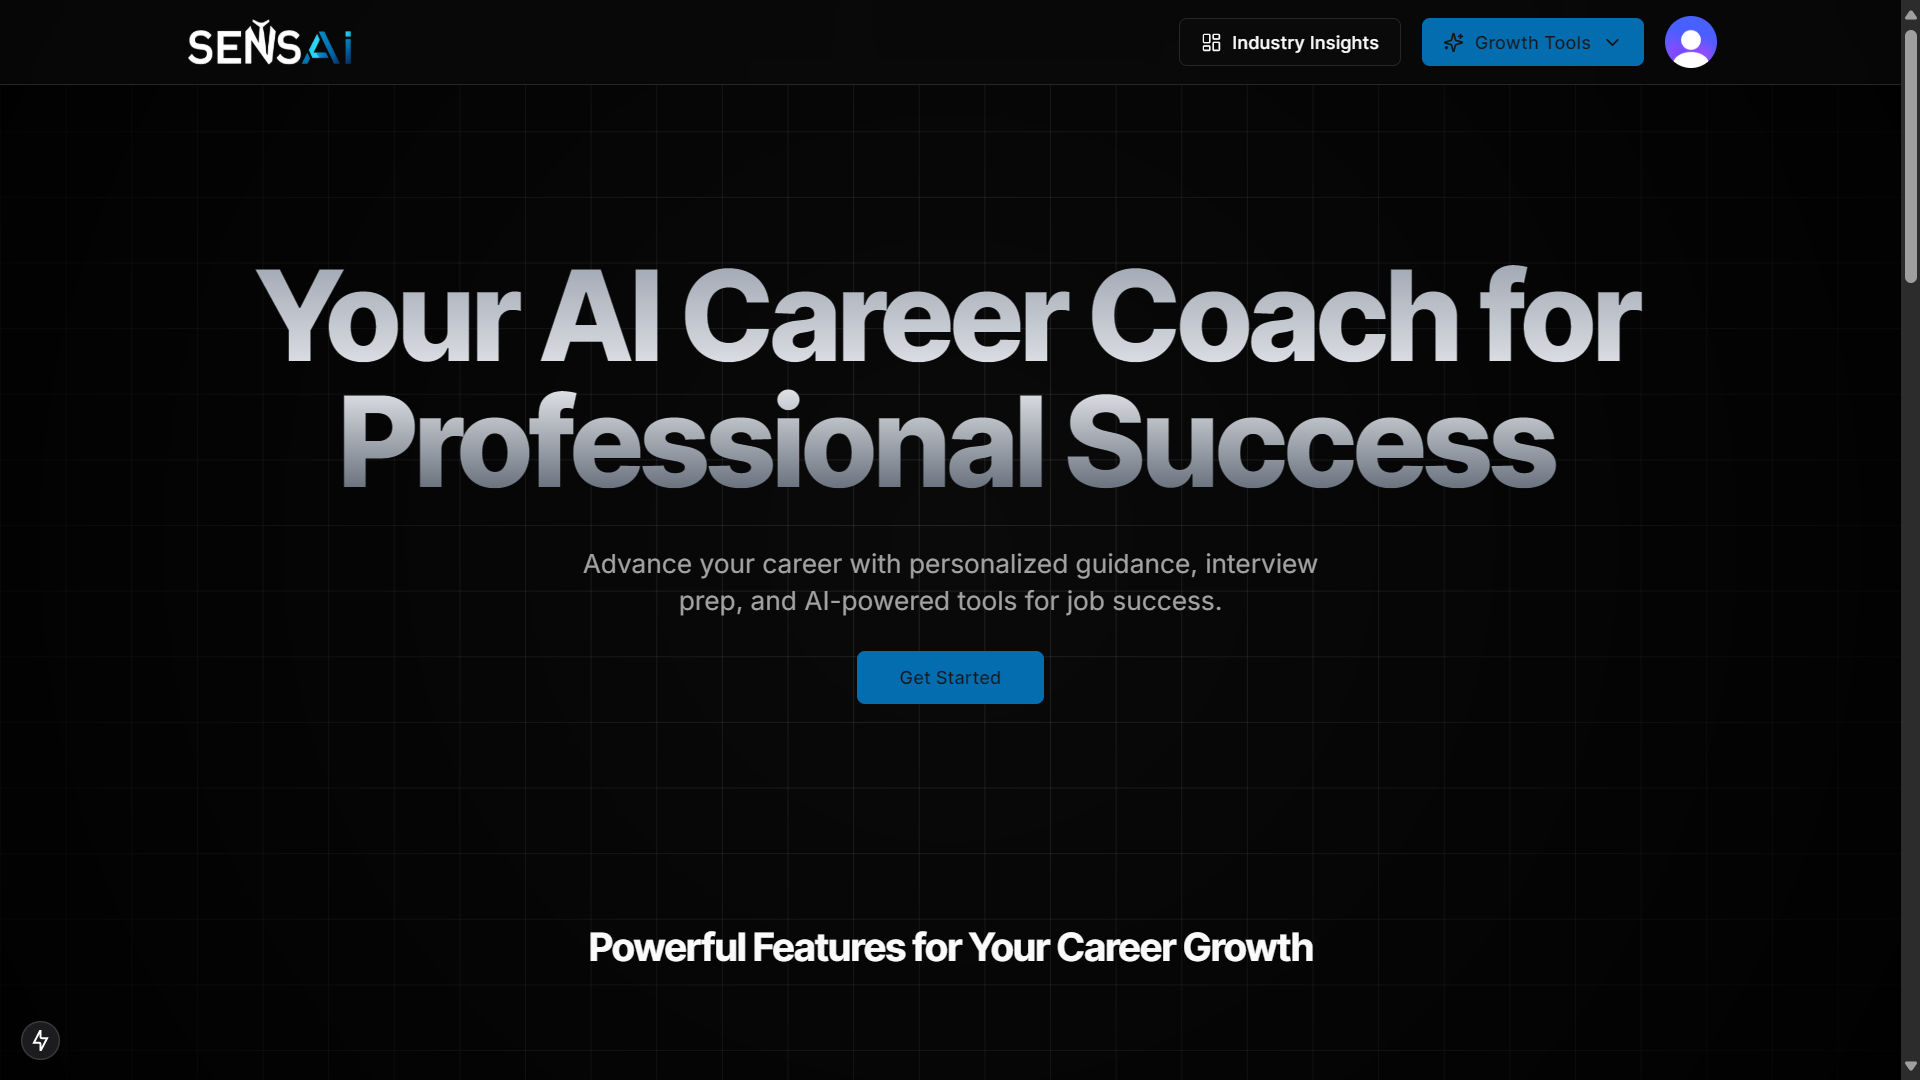 SENSAi
Industry Insights
Growth Tools
Your AI Career Coach for
Professional Success
Advance your career with personalized guidance, interview
prep, and AI-powered tools for job success.
Get Started
Powerful Features for Your Career Growth